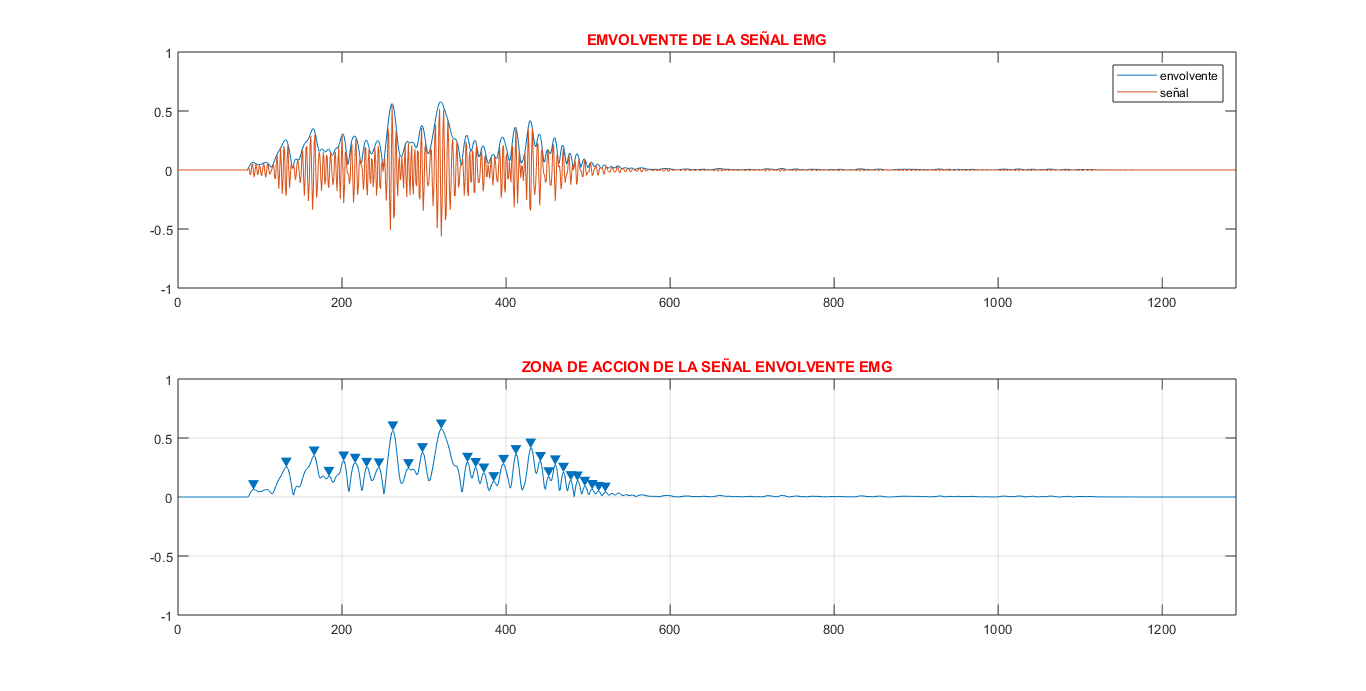 EMVOLVENTE DE LA SEÑAL EMG
1
0.5
0
-0.5
-1
0 200 400 600 800 1000 1200
envolvente
señal
ZONA DE ACCION DE LA SEÑAL ENVOLVENTE EMG
1
0.5
0
-0.5
-1
0 200 400 600 800 1000 1200